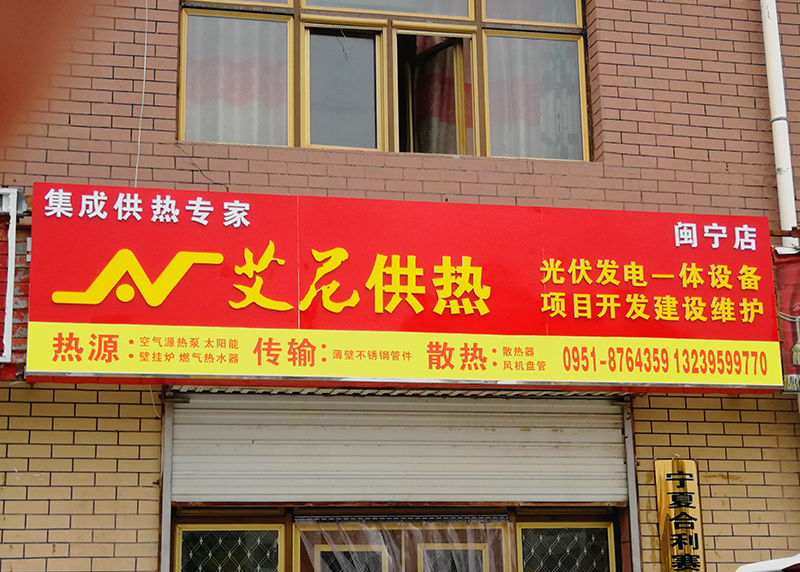 集成供热专家
闽宁店
艾尼供热
光伏发电一体设备
项目开发建设维护
热源：
空气源热泵 太阳能
壁挂炉 燃气热水器
传输：
薄壁不锈钢管件
散热：
散热器
风机盘管
0951-8764359 13239599770
宁夏合利赛